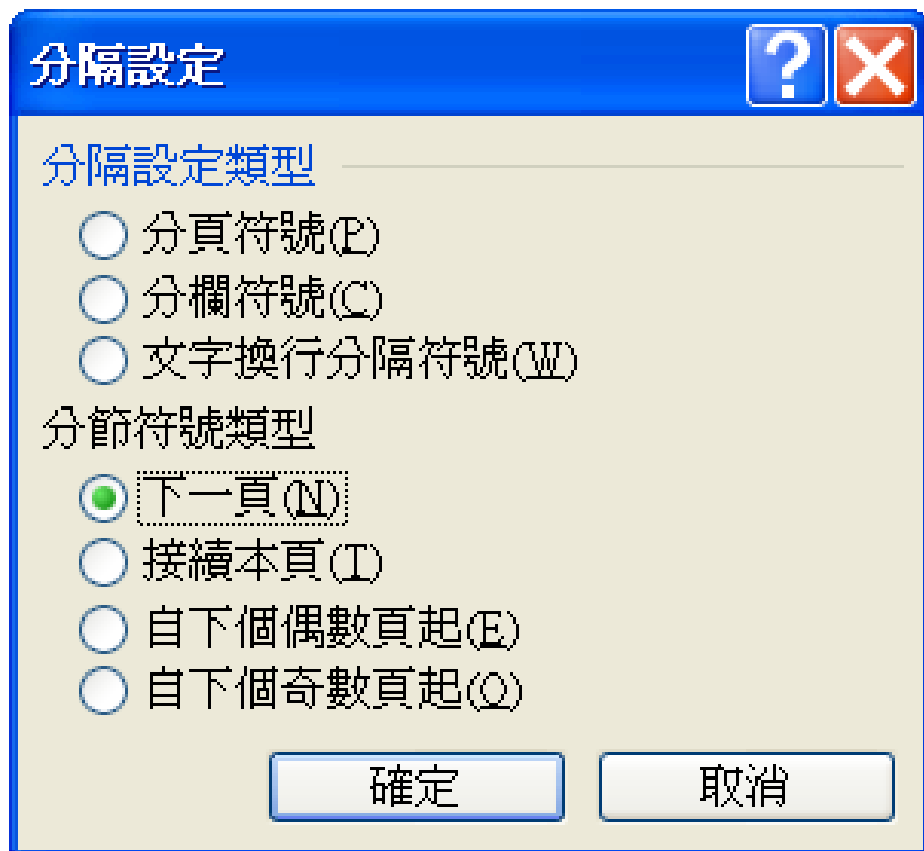 分隔設定
分隔設定類型
分頁符號(P)
分欄符號(C)
文字換行分隔符號(W)
分節符號類型
下一頁(N)
接續本頁(T)
自下個偶數頁起(E)
自下個奇數頁起(O)
確定 取消